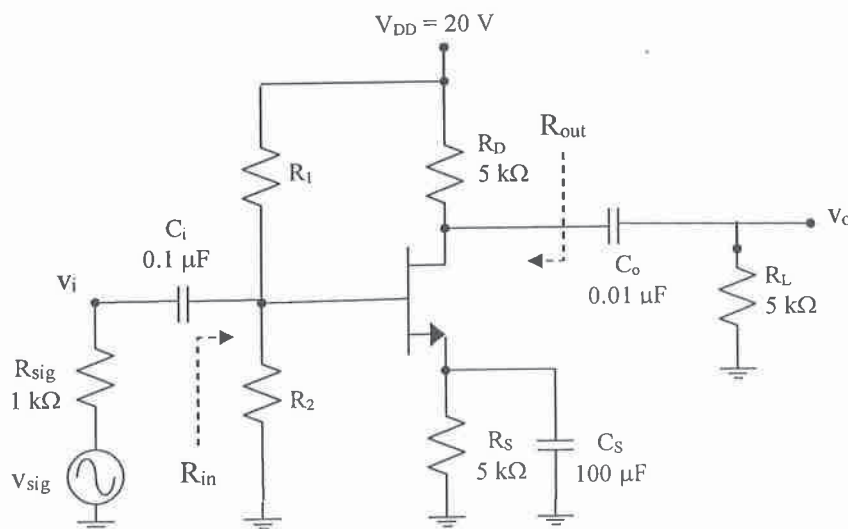 V_DD = 20 V
R_out
R_D
5 kΩ
R_1
C_i
0.1 μF
v_o
v_i
C_o
0.01 μF
R_L
5 kΩ
R_sig
1 kΩ
R_2
R_S
5 kΩ
C_S
100 μF
v_sig
R_in